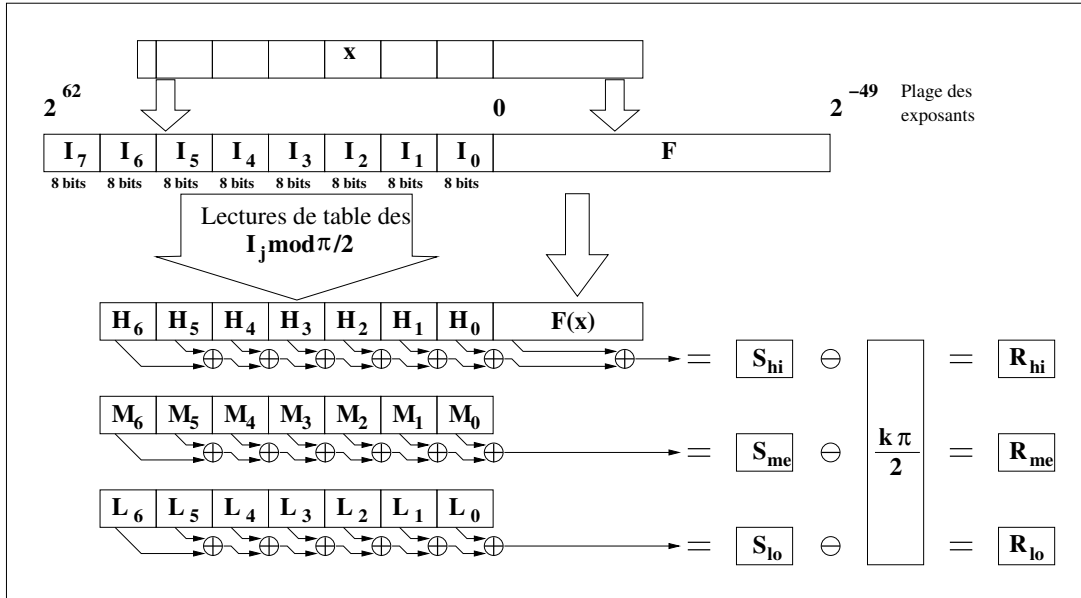 x
2^62 0 2^−49 Plage des
exposants
I_7 I_6 I_5 I_4 I_3 I_2 I_1 I_0 F
8 bits 8 bits 8 bits 8 bits 8 bits 8 bits 8 bits 8 bits
Lectures de table des
I_j mod π/2
H_6 H_5 H_4 H_3 H_2 H_1 H_0 F(x)
⊕ ⊕ ⊕ ⊕ ⊕ ⊕ ⊕ = S_hi ⊖ = R_hi
M_6 M_5 M_4 M_3 M_2 M_1 M_0
⊕ ⊕ ⊕ ⊕ ⊕ ⊕ = S_me ⊖ kπ/2 = R_me
L_6 L_5 L_4 L_3 L_2 L_1 L_0
⊕ ⊕ ⊕ ⊕ ⊕ ⊕ = S_lo ⊖ = R_lo